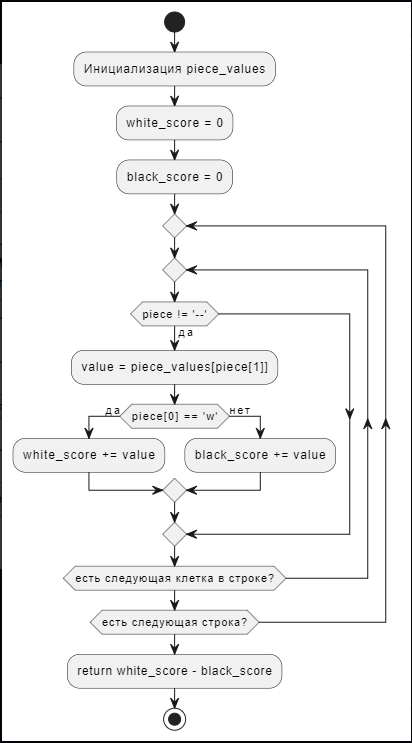 Инициализация piece_values
white_score = 0
black_score = 0
piece != '--'
да
value = piece_values[piece[1]]
да
piece[0] == 'w'
нет
white_score += value
black_score += value
есть следующая клетка в строке?
есть следующая строка?
return white_score - black_score